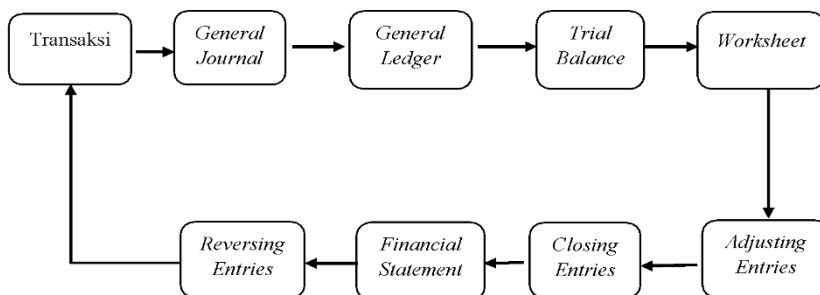 Transaksi
General
Journal
General
Ledger
Trial
Balance
Worksheet
Reversing
Entries
Financial
Statement
Closing
Entries
Adjusting
Entries